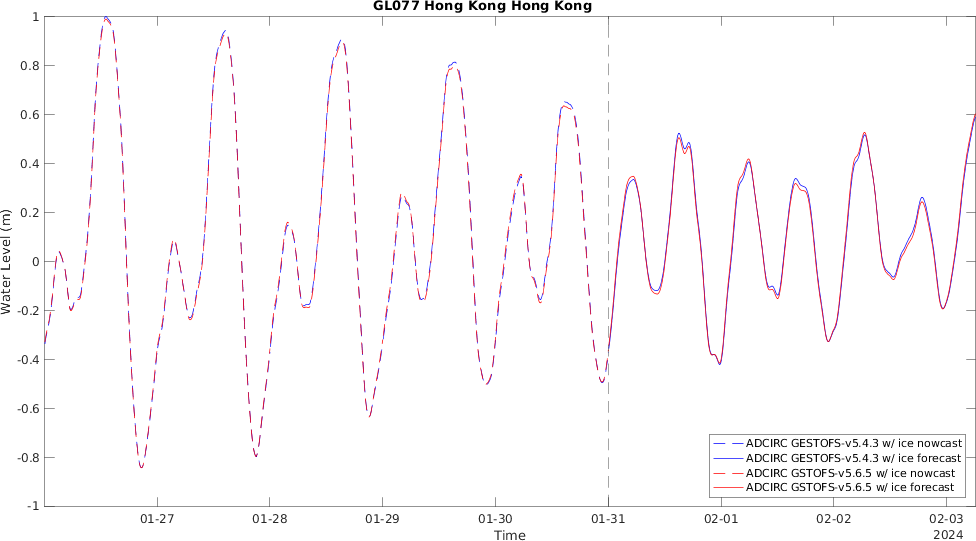 GL077 Hong Kong Hong Kong
Water Level (m)
1
0.8
0.6
0.4
0.2
0
-0.2
-0.4
-0.6
-0.8
-1
01-27
01-28
01-29
01-30
01-31
02-01
02-02
02-03
2024
Time
ADCIRC GESTOFS-v5.4.3 w/ ice nowcast
ADCIRC GESTOFS-v5.4.3 w/ ice forecast
ADCIRC GSTOFS-v5.6.5 w/ ice nowcast
ADCIRC GSTOFS-v5.6.5 w/ ice forecast